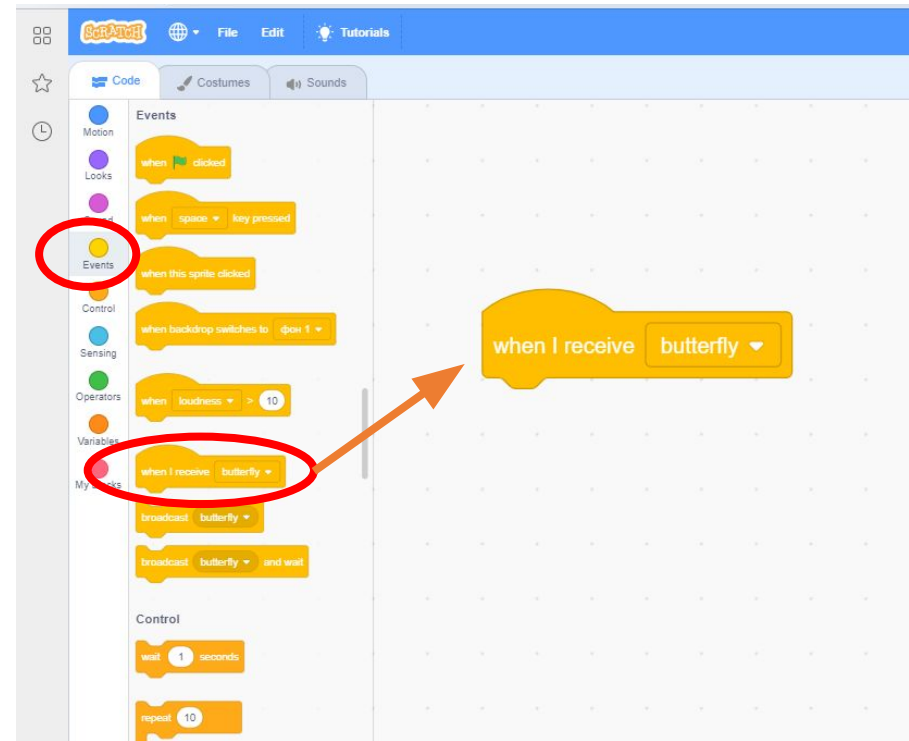 SCRATCH File Edit Tutorials
Code Costumes Sounds
Motion
Looks
Events
Control
Sensing
Operators
Variables
My Blocks
Events
when clicked
when space key pressed
when this sprite clicked
when backdrop switches to фон 1
when loudness > 10
when I receive butterfly
broadcast butterfly
broadcast butterfly and wait
Control
wait 1 seconds
repeat 10
when I receive butterfly